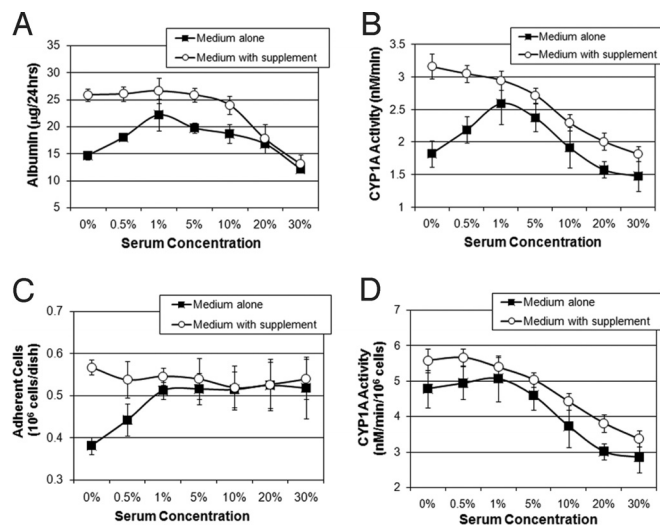 A
Medium alone
Medium with supplement
Albumin (µg/24hrs)
35
30
25
20
15
10
5
0% 0.5% 1% 5% 10% 20% 30%
Serum Concentration
B
Medium alone
Medium with supplement
CYP1A Activity (nM/min)
3.5
3
2.5
2
1.5
1
0% 0.5% 1% 5% 10% 20% 30%
Serum Concentration
C
Medium alone
Medium with supplement
Adherent Cells
(10⁶ cells/dish)
0.7
0.6
0.5
0.4
0.3
0% 0.5% 1% 5% 10% 20% 30%
Serum Concentration
D
Medium alone
Medium with supplement
CYP1A Activity
(nM/min/10⁶ cells)
7
6
5
4
3
2
0% 0.5% 1% 5% 10% 20% 30%
Serum Concentration